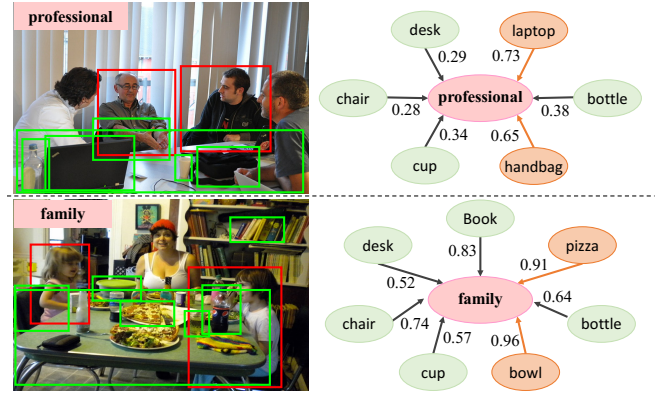 professional
desk
laptop
0.29
0.73
chair
professional
bottle
0.28
0.38
0.34
0.65
cup
handbag
family
Book
desk
pizza
0.83
0.91
0.52
family
0.64
chair
0.74
bottle
0.57
0.96
cup
bowl